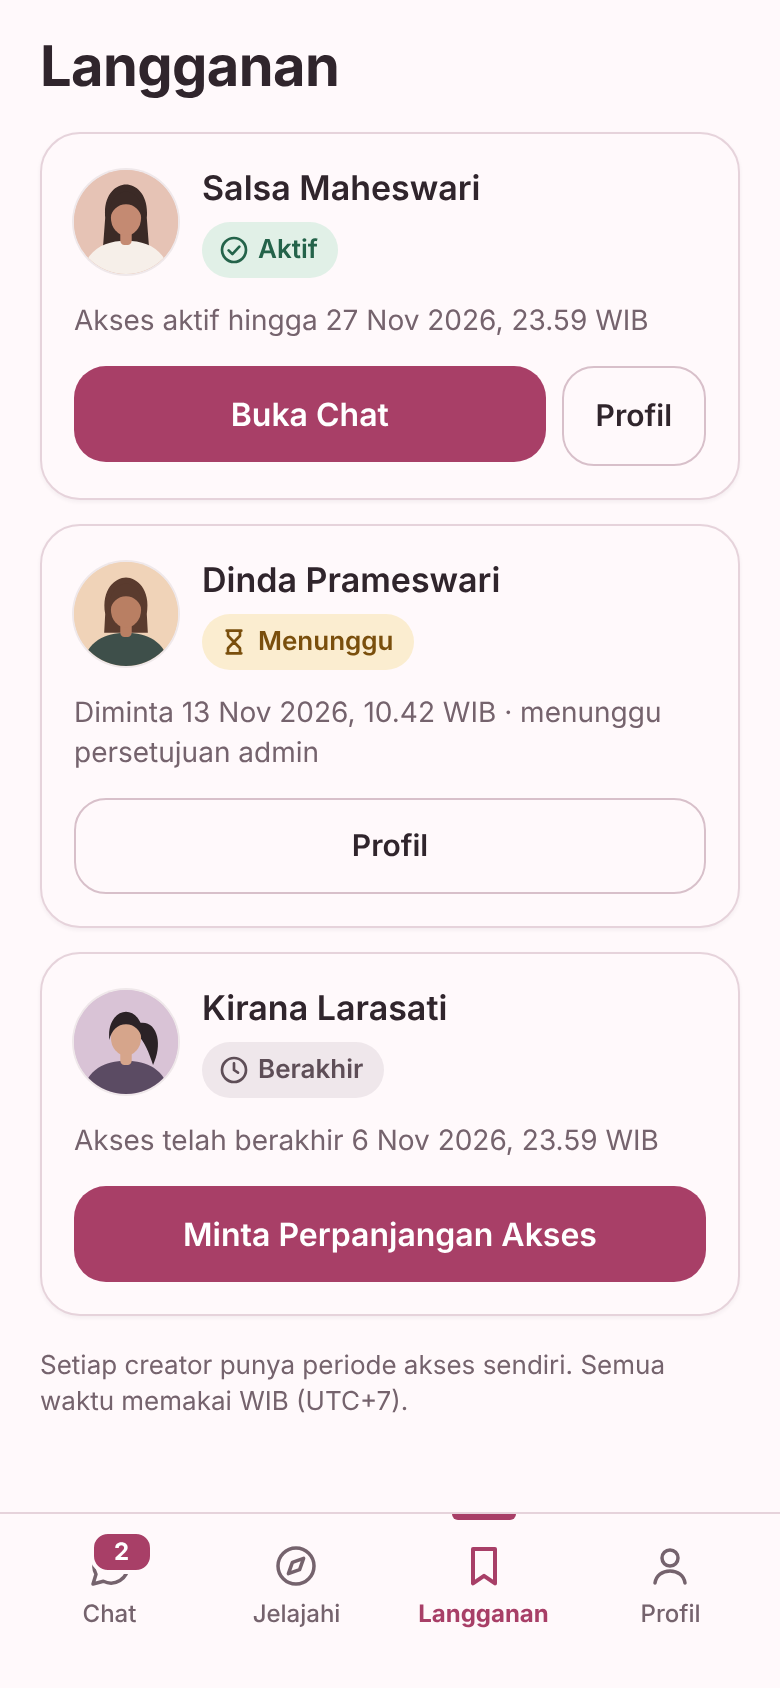 Langganan
Salsa Maheswari
Aktif
Akses aktif hingga 27 Nov 2026, 23.59 WIB
Buka Chat
Profil
Dinda Prameswari
Menunggu
Diminta 13 Nov 2026, 10.42 WIB · menunggu
persetujuan admin
Profil
Kirana Larasati
Berakhir
Akses telah berakhir 6 Nov 2026, 23.59 WIB
Minta Perpanjangan Akses
Setiap creator punya periode akses sendiri. Semua
waktu memakai WIB (UTC+7).
2
Chat
Jelajahi
Langganan
Profil